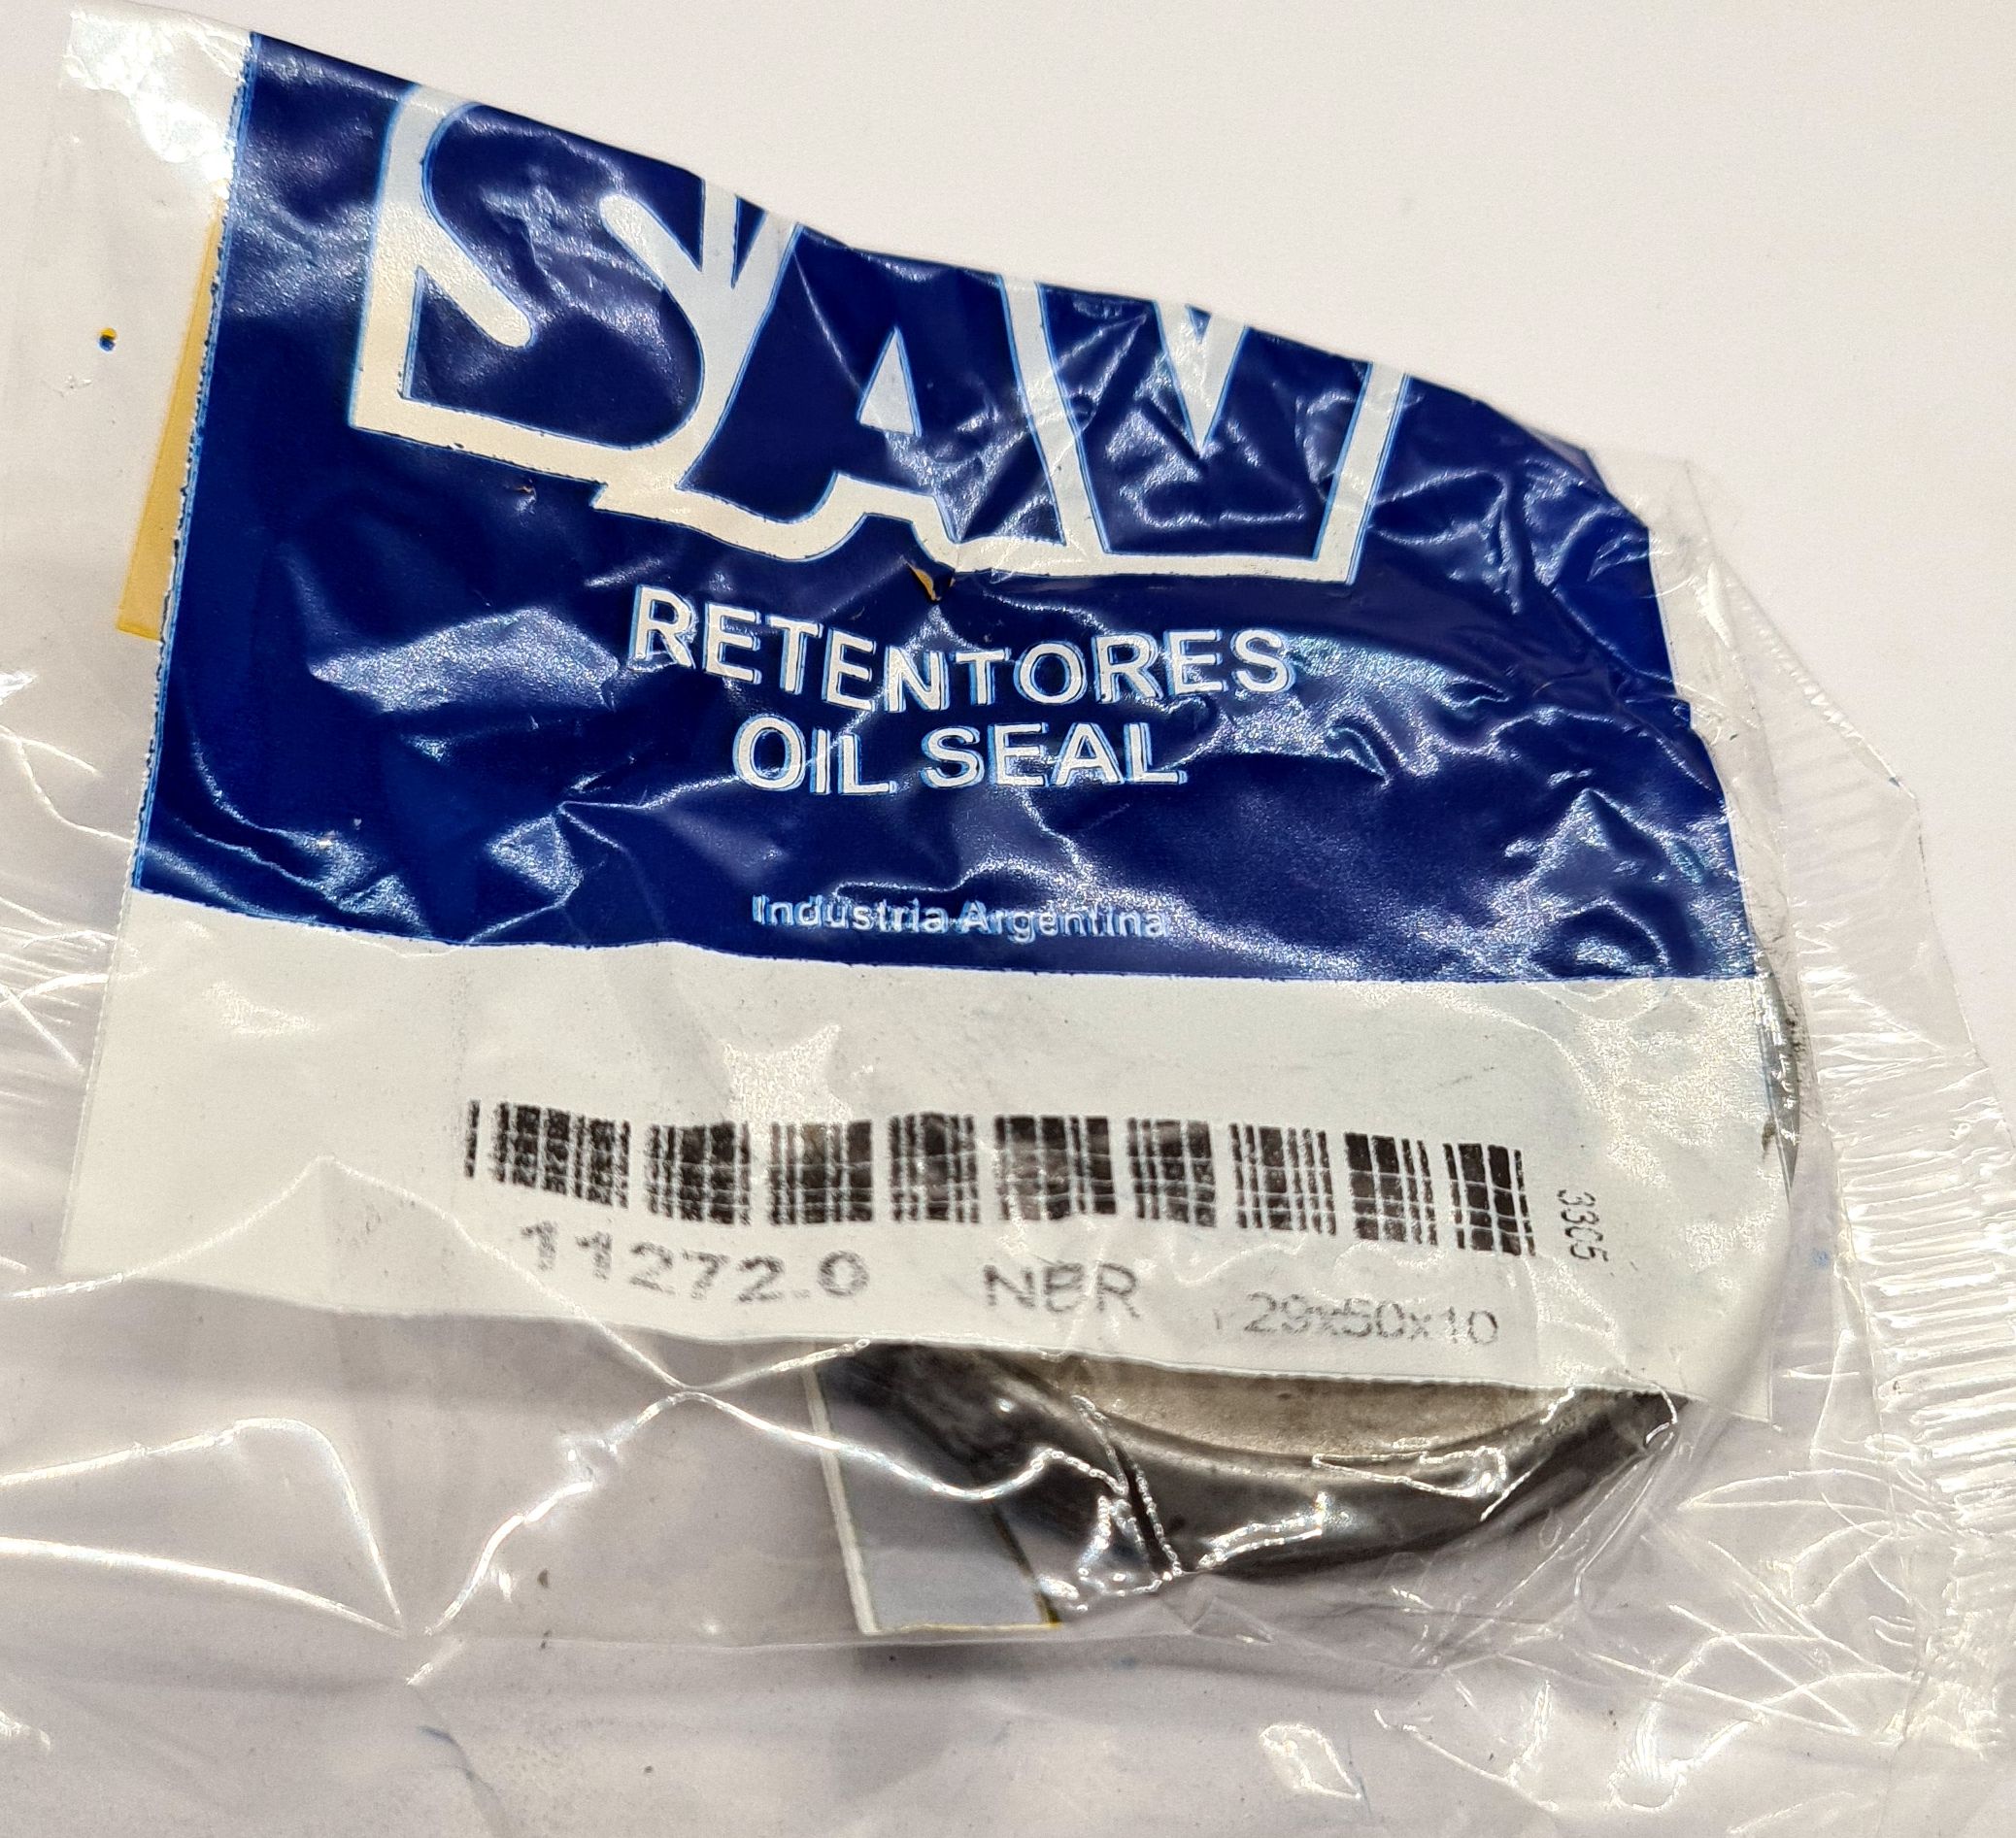 SAV
RETENTORES
OIL SEAL
Industria Argentina
3305
11272.0 NBR 29x50x10